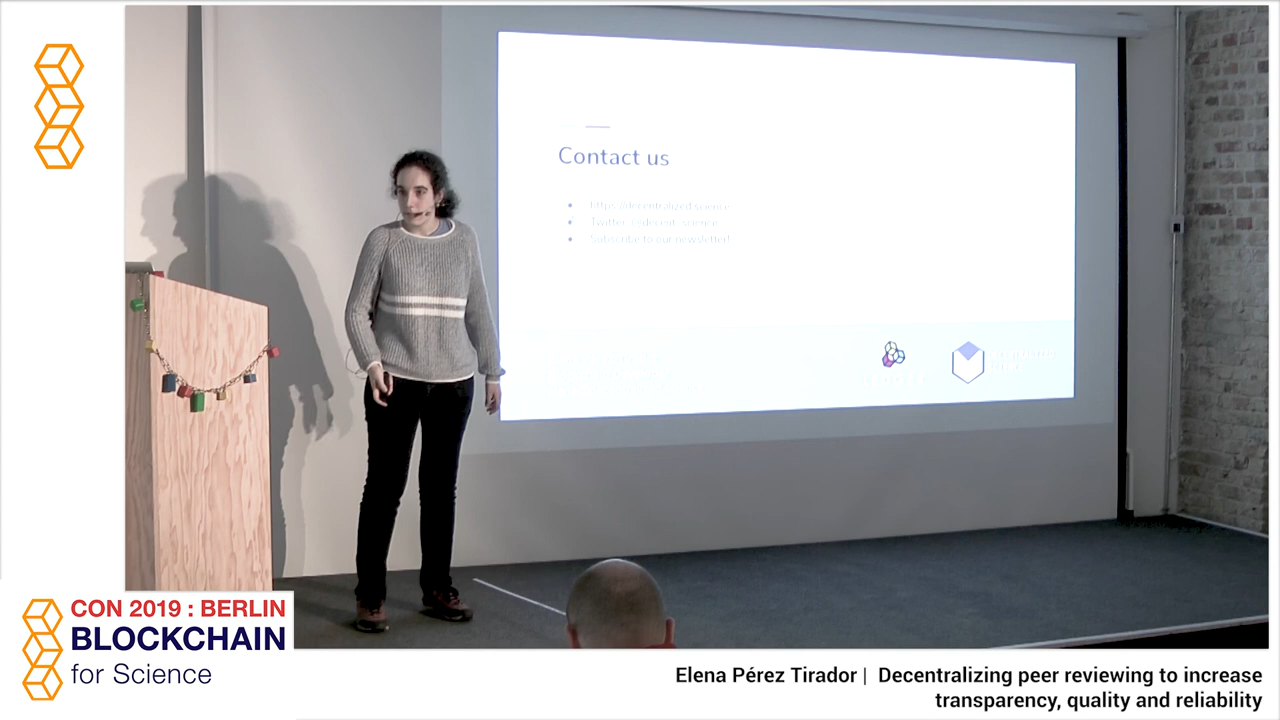 Contact us
https://decentralized.science
Twitter: @decent_science
Subscribe to our newsletter!
CON 2019 : BERLIN
BLOCKCHAIN
for Science
Elena Pérez Tirador | Decentralizing peer reviewing to increase
transparency, quality and reliability